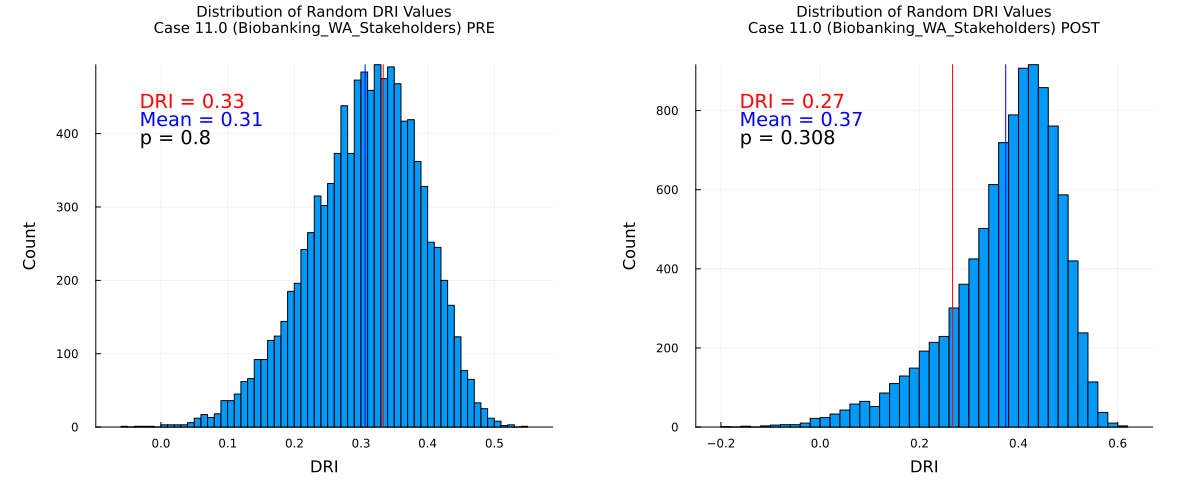 Distribution of Random DRI Values
Case 11.0 (Biobanking_WA_Stakeholders) PRE
DRI = 0.33
Mean = 0.31
p = 0.8
Count
400
300
200
100
0
0.0 0.1 0.2 0.3 0.4 0.5
DRI
Distribution of Random DRI Values
Case 11.0 (Biobanking_WA_Stakeholders) POST
DRI = 0.27
Mean = 0.37
p = 0.308
Count
800
600
400
200
0
−0.2 0.0 0.2 0.4 0.6
DRI